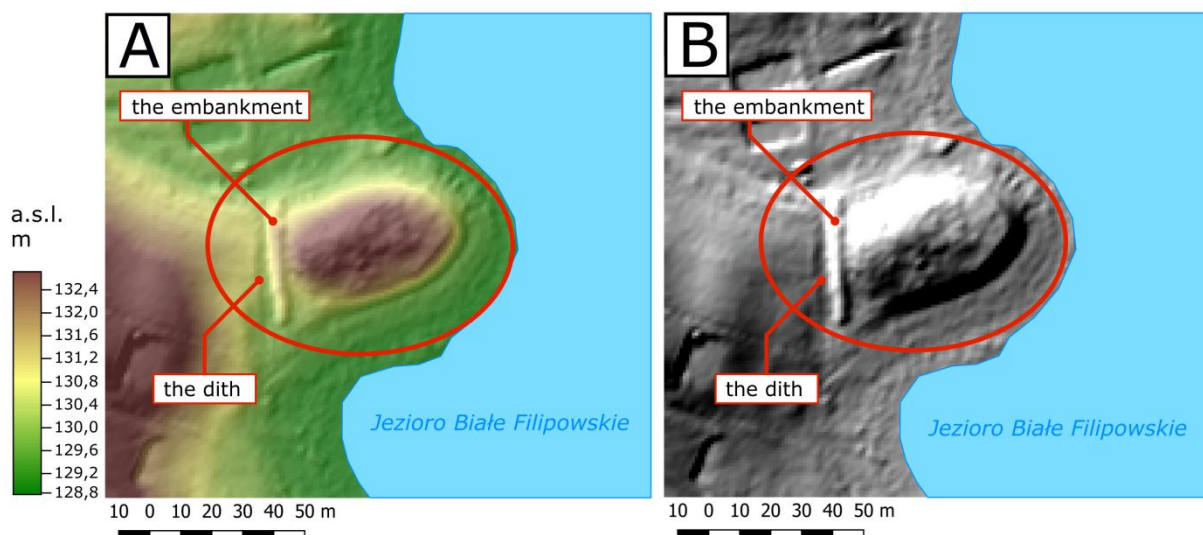 A
the embankment
a.s.l.
m
132,4
132,0
131,6
131,2
130,8
130,4
130,0
129,6
129,2
128,8
the dith
Jezioro Białe Filipowskie
10 0 10 20 30 40 50 m
B
the embankment
the dith
Jezioro Białe Filipowskie
10 0 10 20 30 40 50 m